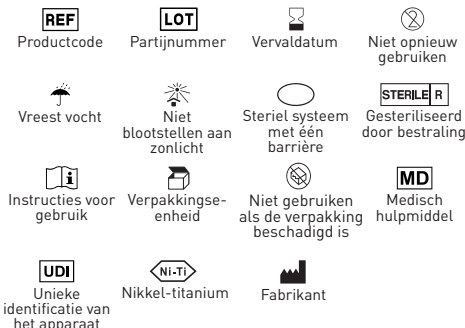 REF
LOT
2
Productcode
Partijnummer
Vervaldatum
Niet opnieuw
gebruiken
STERILE R
Vreest vocht
Niet
blootstellen aan
zonlicht
Steriel systeem
met één
barrière
Gesteriliseerd
door bestraling
i
MD
Instructies voor
gebruik
Verpakkingse-
enheid
Niet gebruiken
als de verpakking
beschadigd is
Medisch
hulpmiddel
UDI
Ni-Ti
Unieke
identificatie van
het apparaat
Nikkel-titanium
Fabrikant